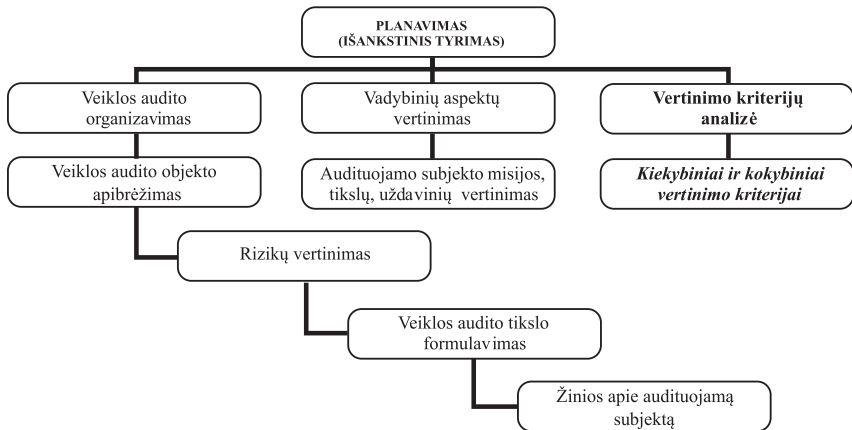 PLANAVIMAS
(IŠANKSTINIS TYRIMAS)
Veiklos audito
organizavimas
Vadybinių aspektų
vertinimas
Vertinimo kriterijų
analizė
Veiklos audito objekto
apibrėžimas
Audituojamo subjekto misijos,
tikslų, uždavinių vertinimas
Kiekybiniai ir kokybiniai
vertinimo kriterijai
Rizikų vertinimas
Veiklos audito tikslo
formulavimas
Žinios apie audituojamą
subjektą